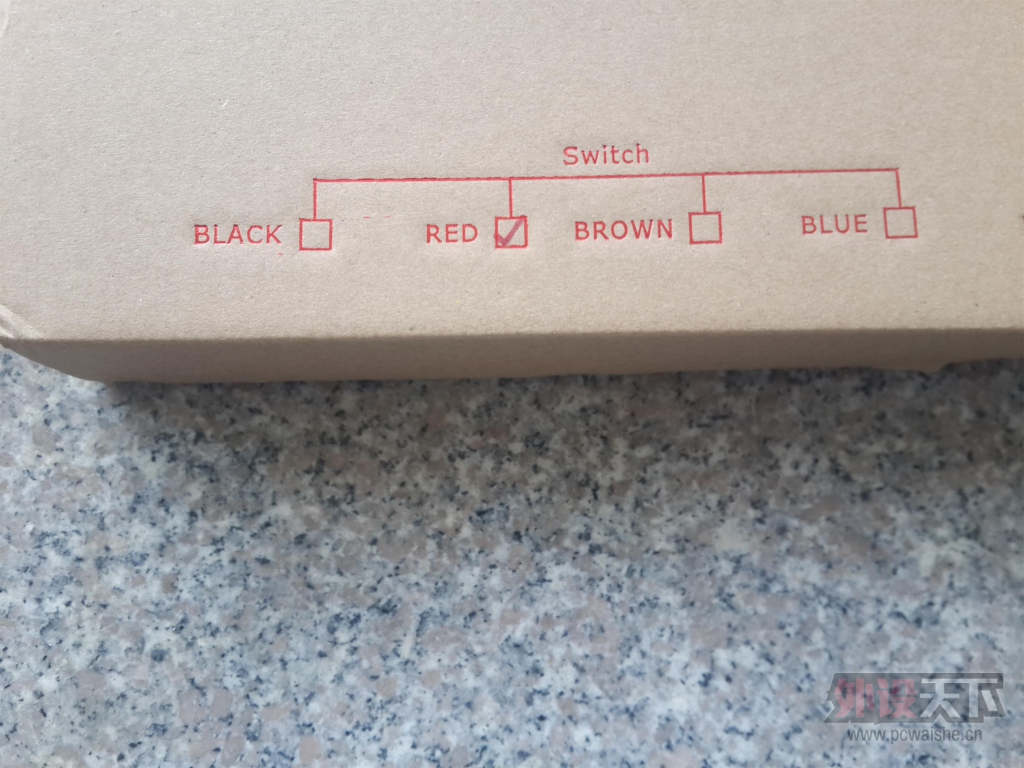 Switch
BLACK RED BROWN BLUE
外设天下
www.pcwaishe.cn